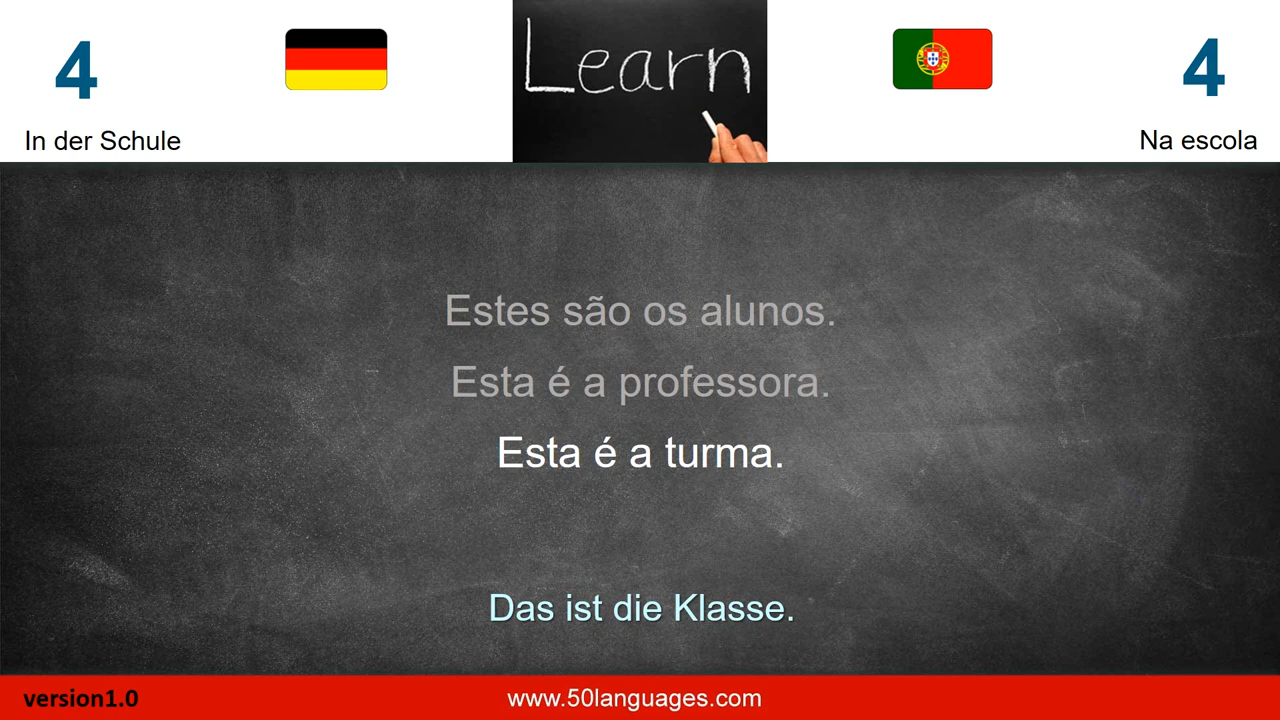 4
Learn
4
In der Schule
Na escola
Estes são os alunos.
Esta é a professora.
Esta é a turma.
Das ist die Klasse.
version1.0
www.50languages.com